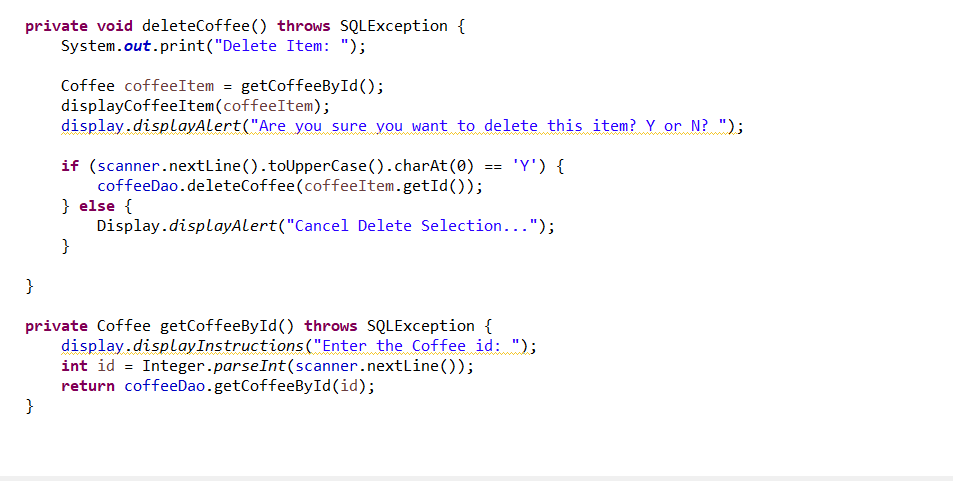 private void deleteCoffee() throws SQLException {
    System.out.print("Delete Item: ");

    Coffee coffeeItem = getCoffeeById();
    displayCoffeeItem(coffeeItem);
    display.displayAlert("Are you sure you want to delete this item? Y or N? ");

    if (scanner.nextLine().toUpperCase().charAt(0) == 'Y') {
        coffeeDao.deleteCoffee(coffeeItem.getId());
    } else {
        Display.displayAlert("Cancel Delete Selection...");
    }

}

private Coffee getCoffeeById() throws SQLException {
    display.displayInstructions("Enter the Coffee id: ");
    int id = Integer.parseInt(scanner.nextLine());
    return coffeeDao.getCoffeeById(id);
}